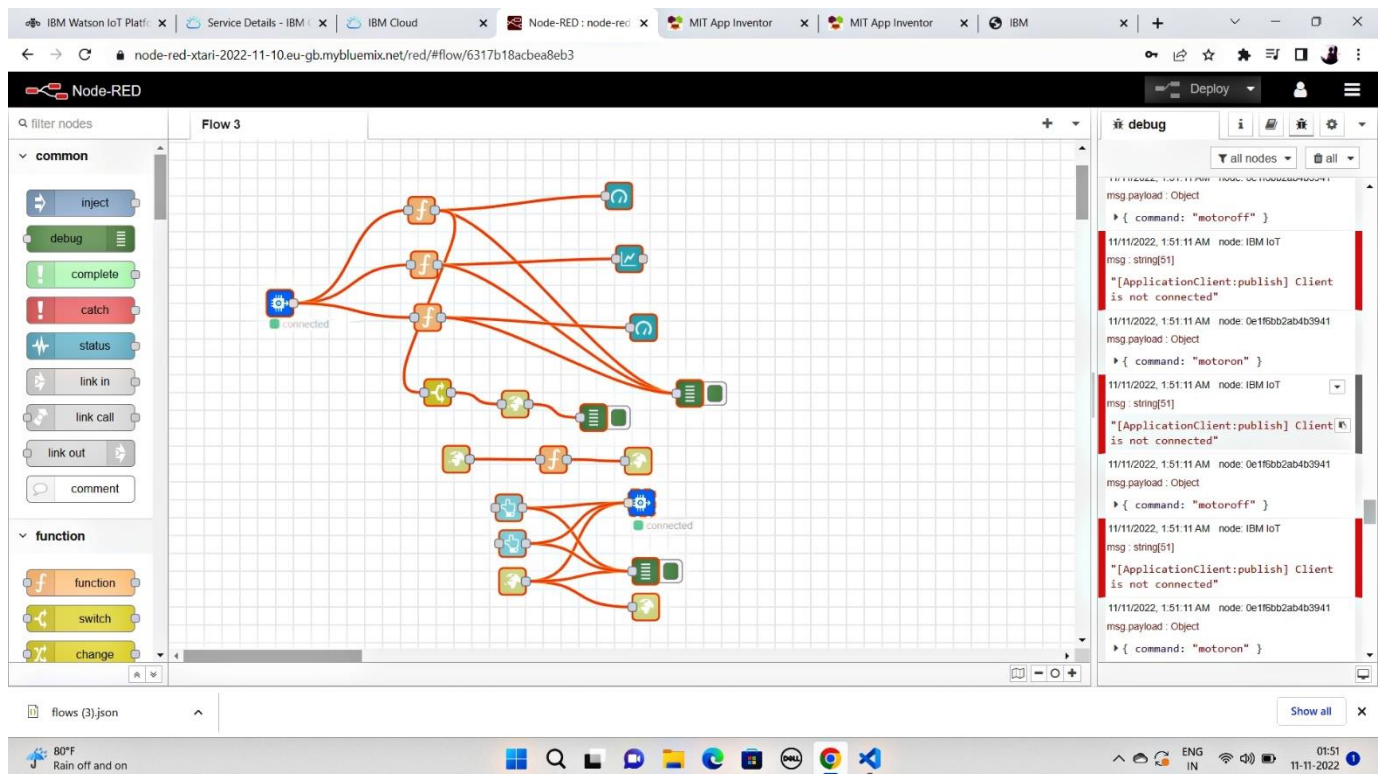 IBM Watson IoT Platfo
Service Details - IBM C
IBM Cloud
Node-RED : node-red
MIT App Inventor
MIT App Inventor
IBM
node-red-xtari-2022-11-10.eu-gb.mybluemix.net/red/#flow/6317b18acbea8eb3
Node-RED
Deploy
filter nodes
Flow 3
debug
all nodes
all
common
inject
debug
complete
catch
status
link in
link call
link out
comment
function
function
switch
change
connected
connected
msg.payload : Object
{ command: "motoroff" }
11/11/2022, 1:51:11 AM node: IBM IoT
msg : string[51]
"[ApplicationClient:publish] Client
is not connected"
11/11/2022, 1:51:11 AM node: 0e1f6bb2ab4b3941
msg.payload : Object
{ command: "motoron" }
11/11/2022, 1:51:11 AM node: IBM IoT
msg : string[51]
"[ApplicationClient:publish] Client
is not connected"
11/11/2022, 1:51:11 AM node: 0e1f6bb2ab4b3941
msg.payload : Object
{ command: "motoroff" }
11/11/2022, 1:51:11 AM node: IBM IoT
msg : string[51]
"[ApplicationClient:publish] Client
is not connected"
11/11/2022, 1:51:11 AM node: 0e1f6bb2ab4b3941
msg.payload : Object
{ command: "motoron" }
flows (3).json
Show all
80°F
Rain off and on
DELL
ENG
IN
01:51
11-11-2022
1